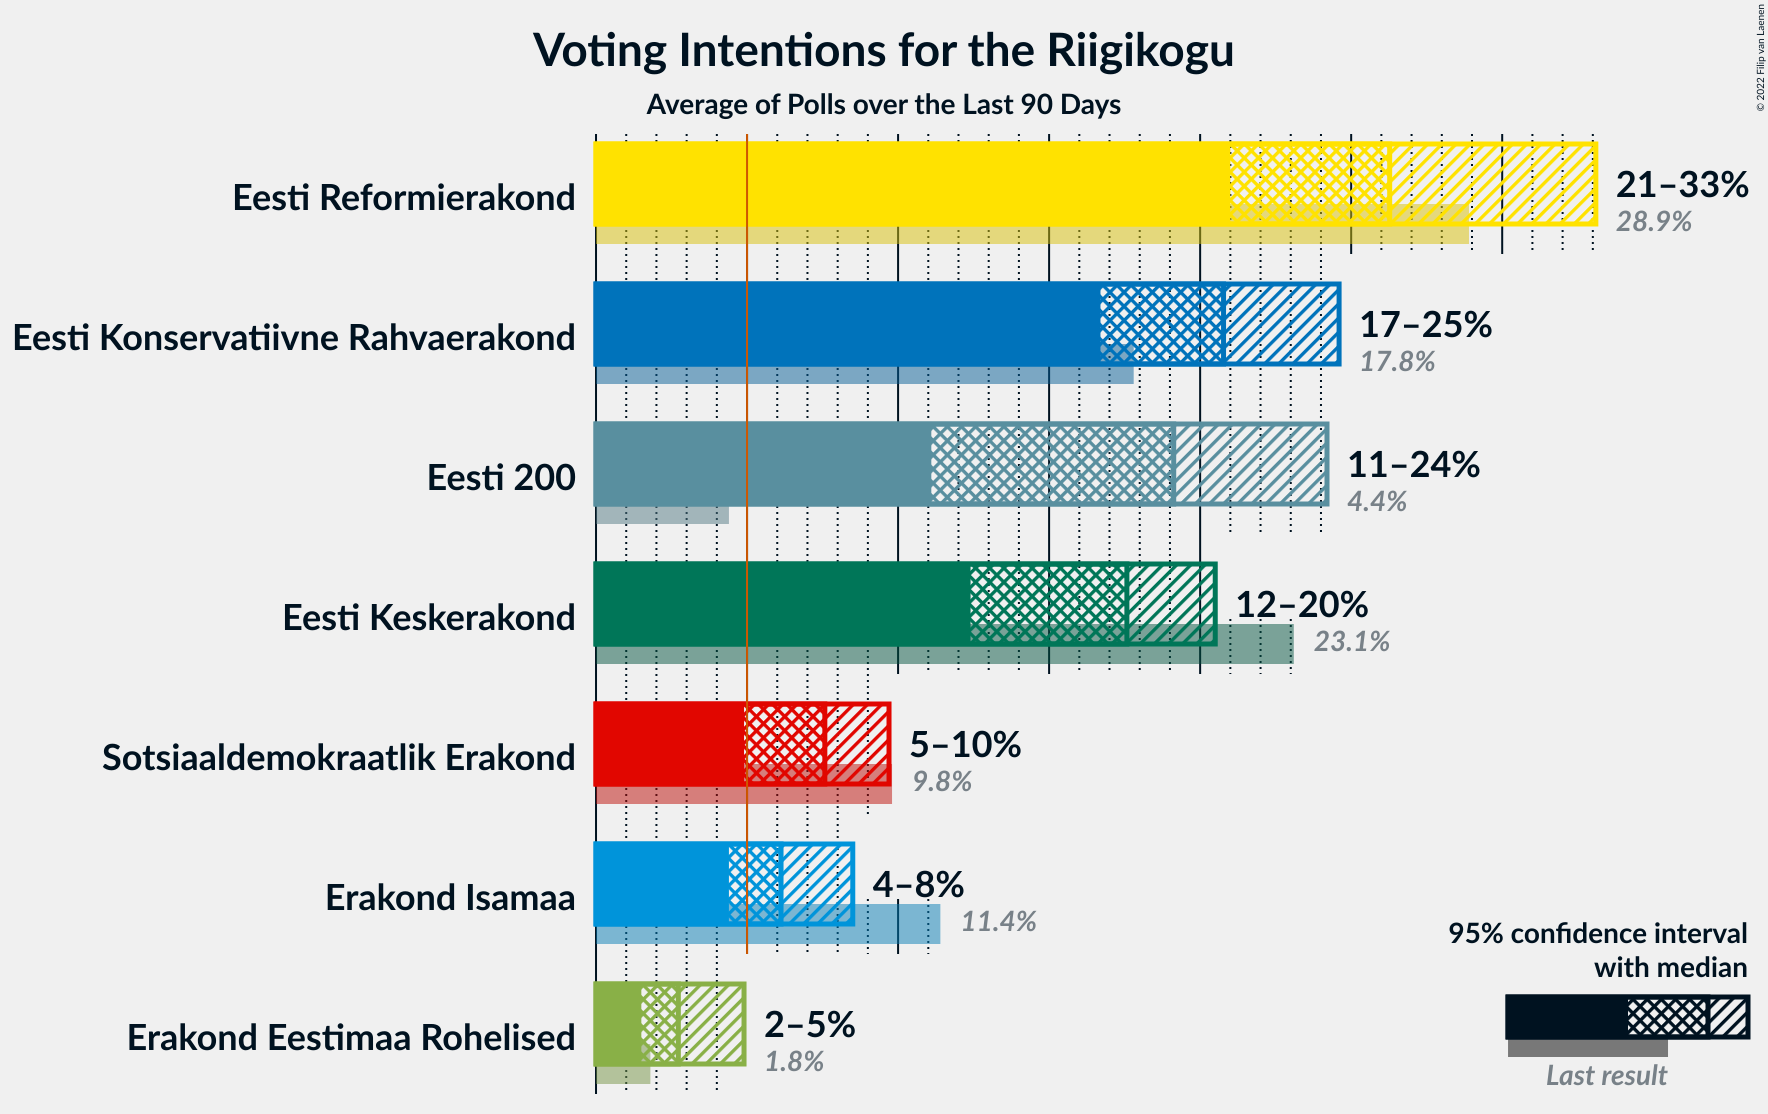 Voting Intentions for the Riigikogu
Average of Polls over the Last 90 Days
© 2022 Filip van Laenen
Eesti Reformierakond
21–33%
28.9%
Eesti Konservatiivne Rahvaerakond
17–25%
17.8%
Eesti 200
11–24%
4.4%
Eesti Keskerakond
12–20%
23.1%
Sotsiaaldemokraatlik Erakond
5–10%
9.8%
Erakond Isamaa
4–8%
11.4%
Erakond Eestimaa Rohelised
2–5%
1.8%
95% confidence interval
with median
Last result